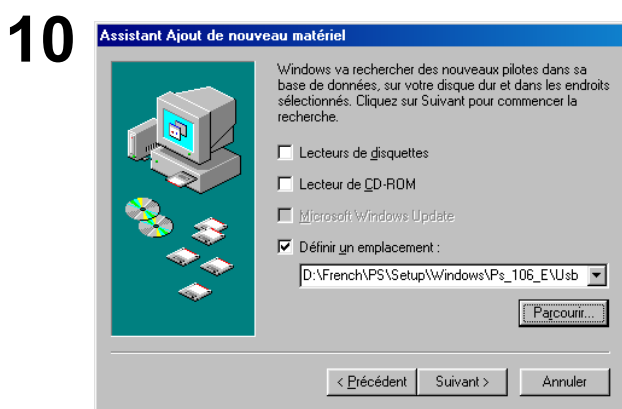 10
Assistant Ajout de nouveau matériel
Windows va rechercher des nouveaux pilotes dans sa
base de données, sur votre disque dur et dans les endroits
sélectionnés. Cliquez sur Suivant pour commencer la
recherche.
Lecteurs de disquettes
Lecteur de CD-ROM
Microsoft Windows Update
Définir un emplacement :
D:\French\PS\Setup\Windows\Ps_106_E\Usb
Parcourir...
< Précédent
Suivant >
Annuler